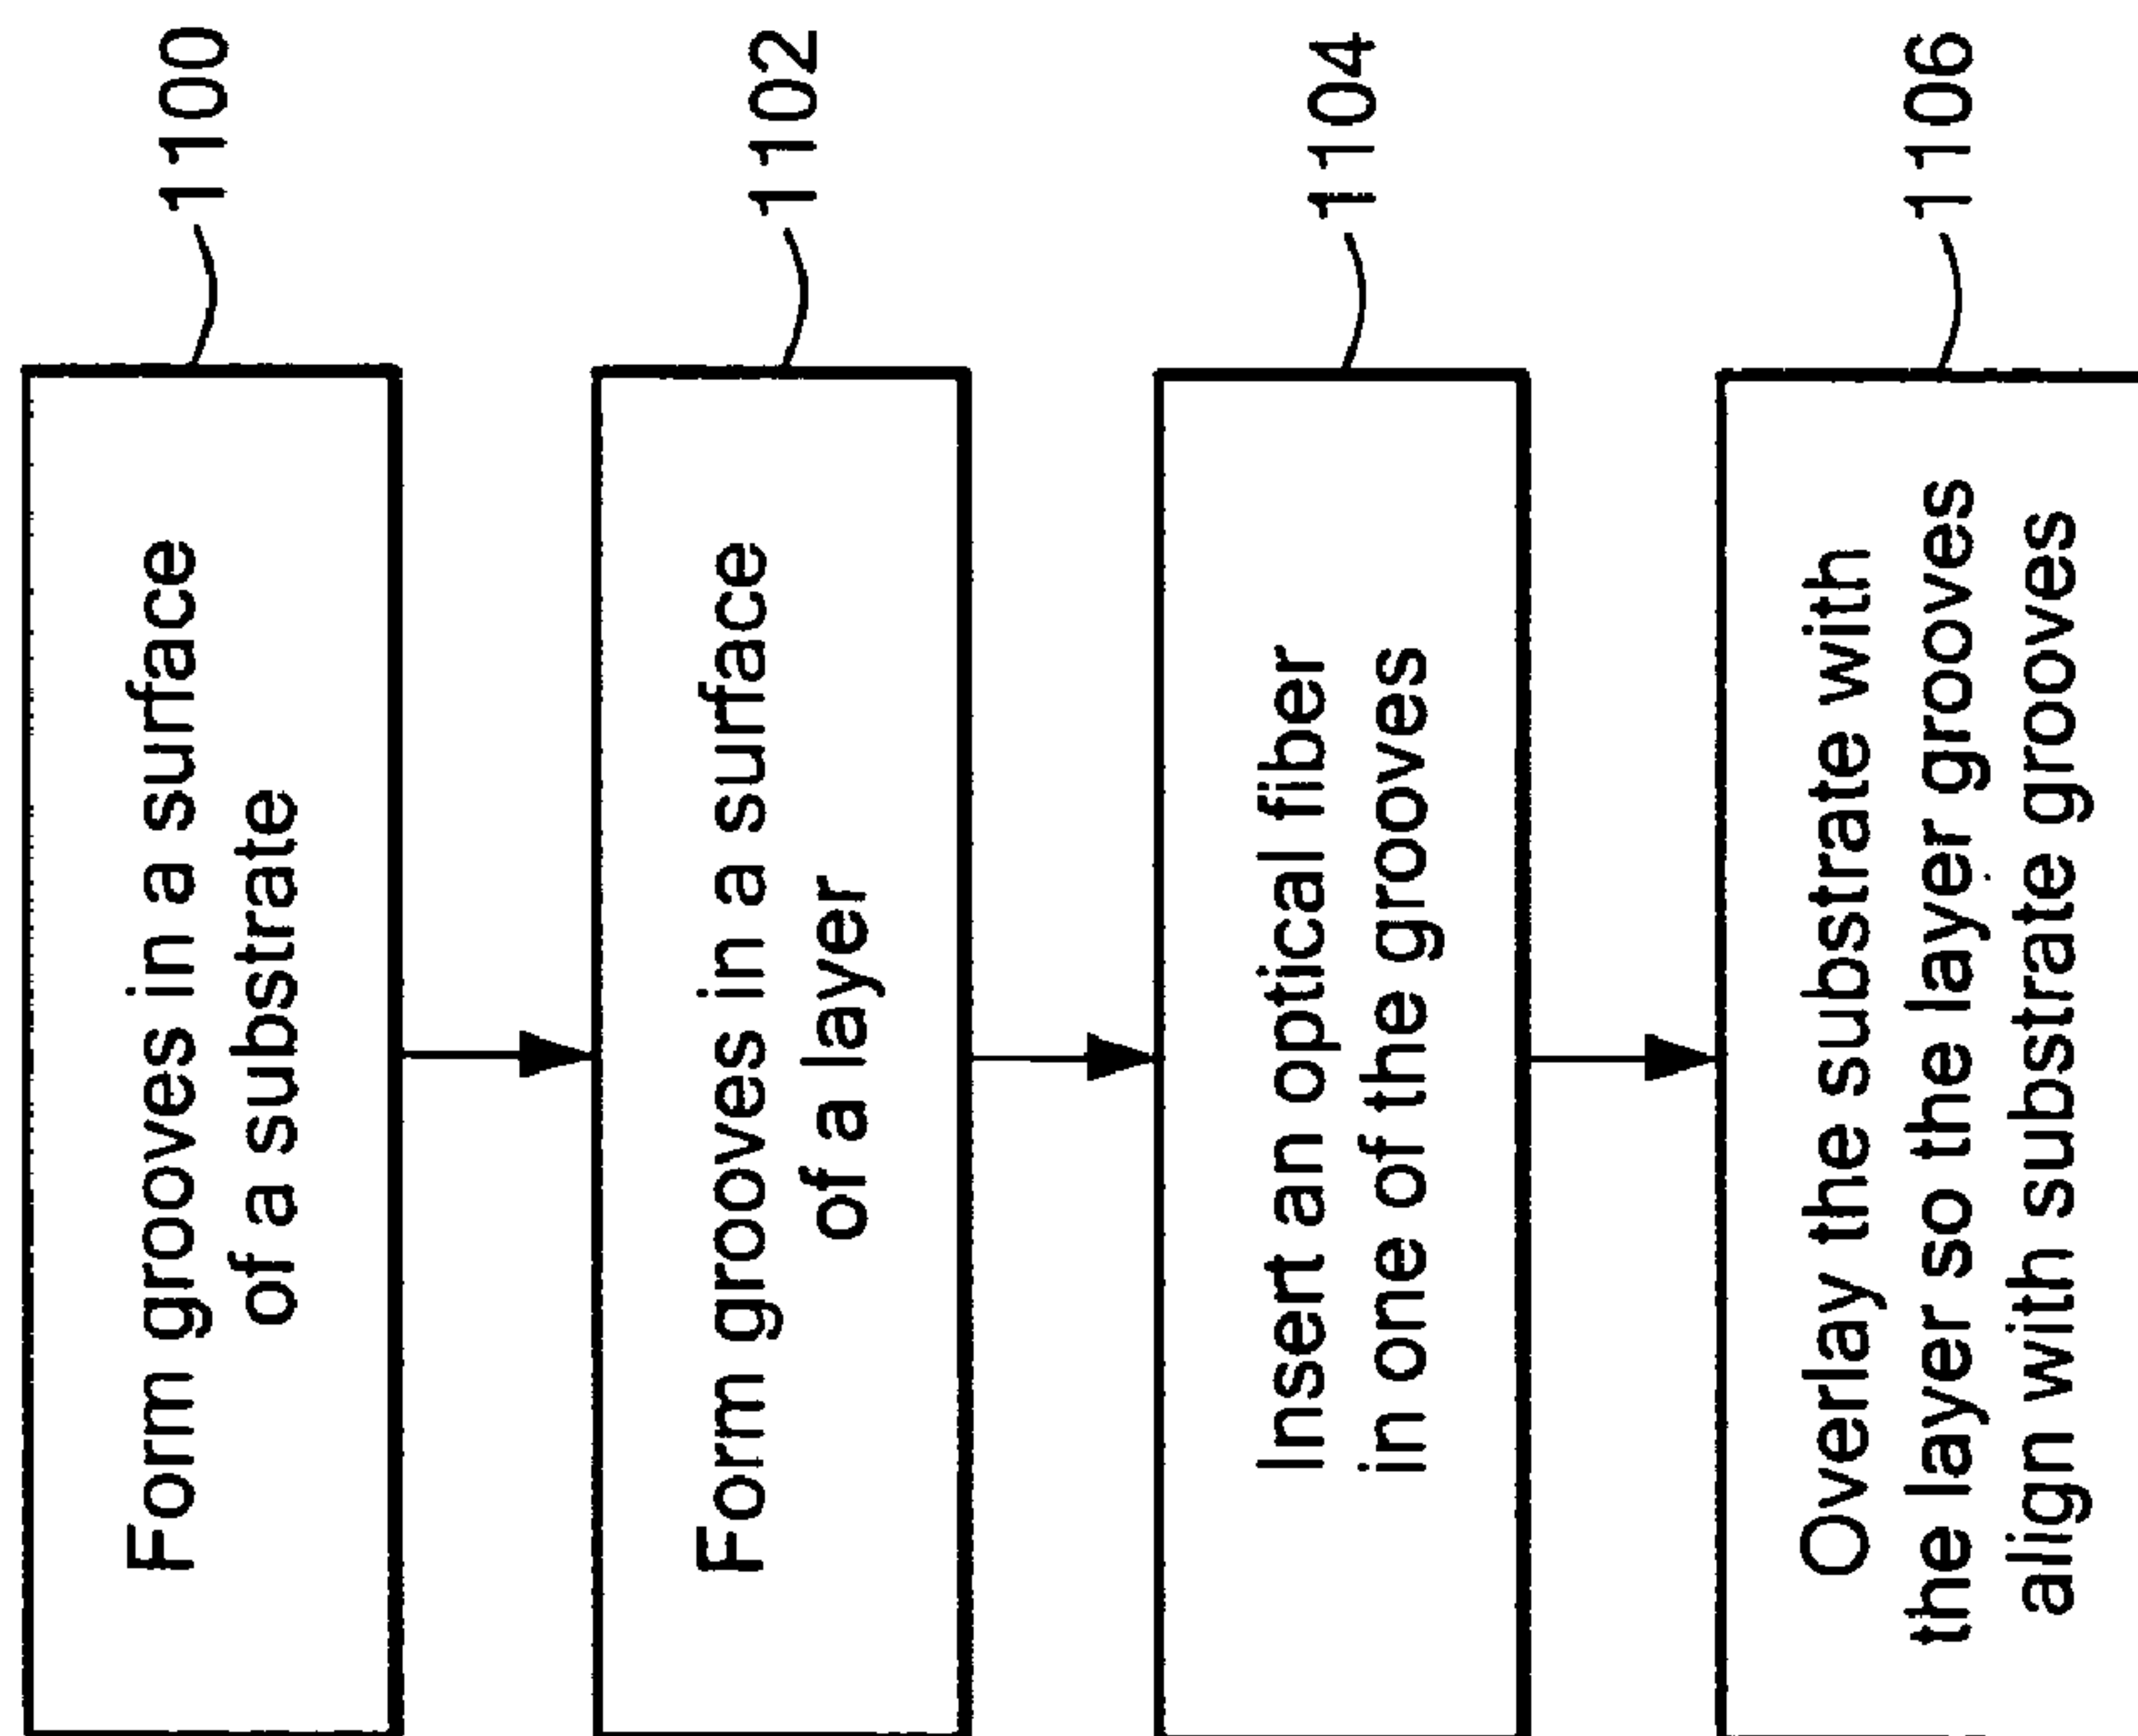 Form grooves in a surface
of a substrate
1100
Form grooves in a surface
of a layer
1102
Insert an optical fiber
in one of the grooves
1104
Overlay the substrate with
the layer so the layer grooves
align with substrate grooves
1106